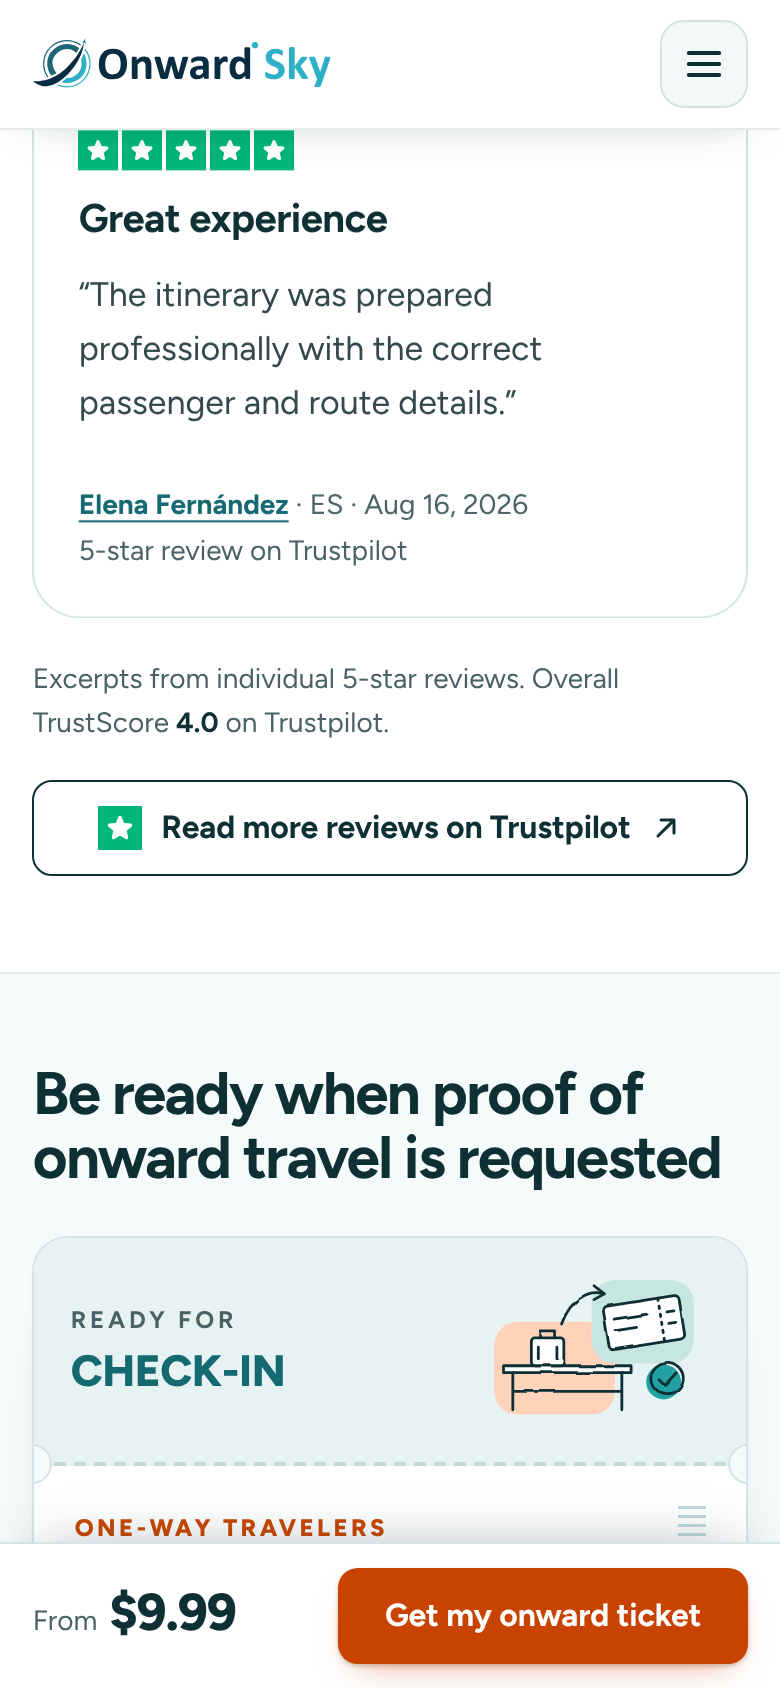 Onward Sky
Great experience
“The itinerary was prepared
professionally with the correct
passenger and route details.”
Elena Fernández · ES · Aug 16, 2026
5-star review on Trustpilot
Excerpts from individual 5-star reviews. Overall
TrustScore 4.0 on Trustpilot.
Read more reviews on Trustpilot
Be ready when proof of
onward travel is requested
READY FOR
CHECK-IN
ONE-WAY TRAVELERS
From $9.99
Get my onward ticket